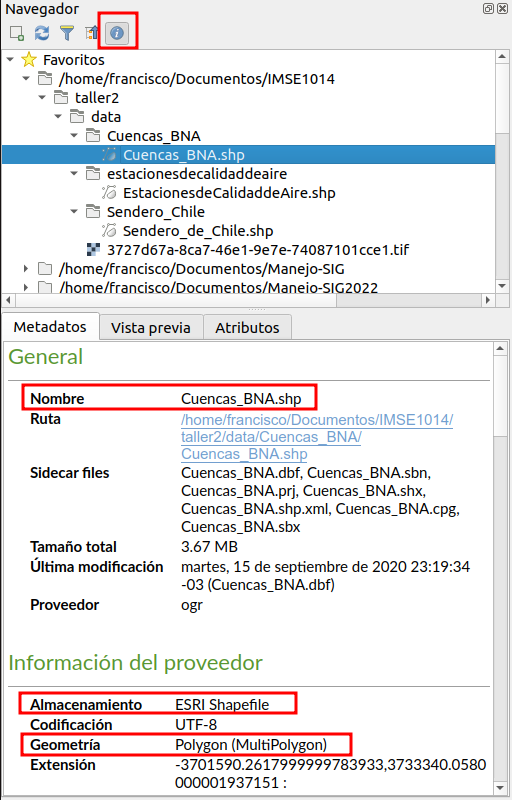 Navegador
Favoritos
/home/francisco/Documentos/IMSE1014
taller2
data
Cuencas_BNA
Cuencas_BNA.shp
estacionesdecalidaddeaire
EstacionesdeCalidaddeAire.shp
Sendero_Chile
Sendero_de_Chile.shp
3727d67a-8ca7-46e1-9e7e-74087101cce1.tif
/home/francisco/Documentos/Manejo-SIG
/home/francisco/Documentos/Manejo-SIG2022
Metadatos Vista previa Atributos
General
Nombre Cuencas_BNA.shp
Ruta /home/francisco/Documentos/IMSE1014/
taller2/data/Cuencas_BNA/
Cuencas_BNA.shp
Sidecar files Cuencas_BNA.dbf, Cuencas_BNA.sbn,
Cuencas_BNA.prj, Cuencas_BNA.shx,
Cuencas_BNA.shp.xml, Cuencas_BNA.cpg,
Cuencas_BNA.sbx
Tamaño total 3.67 MB
Última modificación martes, 15 de septiembre de 2020 23:19:34
-03 (Cuencas_BNA.dbf)
Proveedor ogr
Información del proveedor
Almacenamiento ESRI Shapefile
Codificación UTF-8
Geometría Polygon (MultiPolygon)
Extensión -3701590.2617999999783933,3733340.0580
000001937151 :